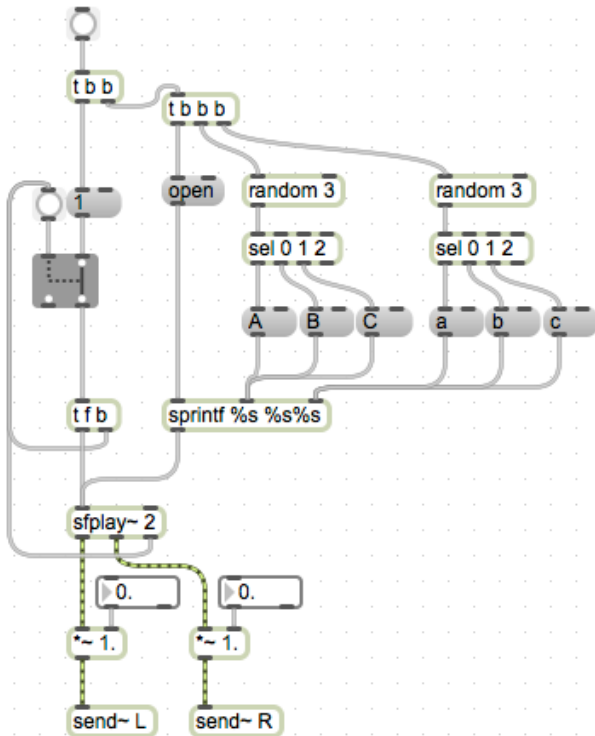 t b b
t b b b
1
open
random 3
random 3
sel 0 1 2
sel 0 1 2
A
B
C
a
b
c
t f b
sprintf %s %s%s
sfplay~ 2
0.
0.
*~ 1.
*~ 1.
send~ L
send~ R